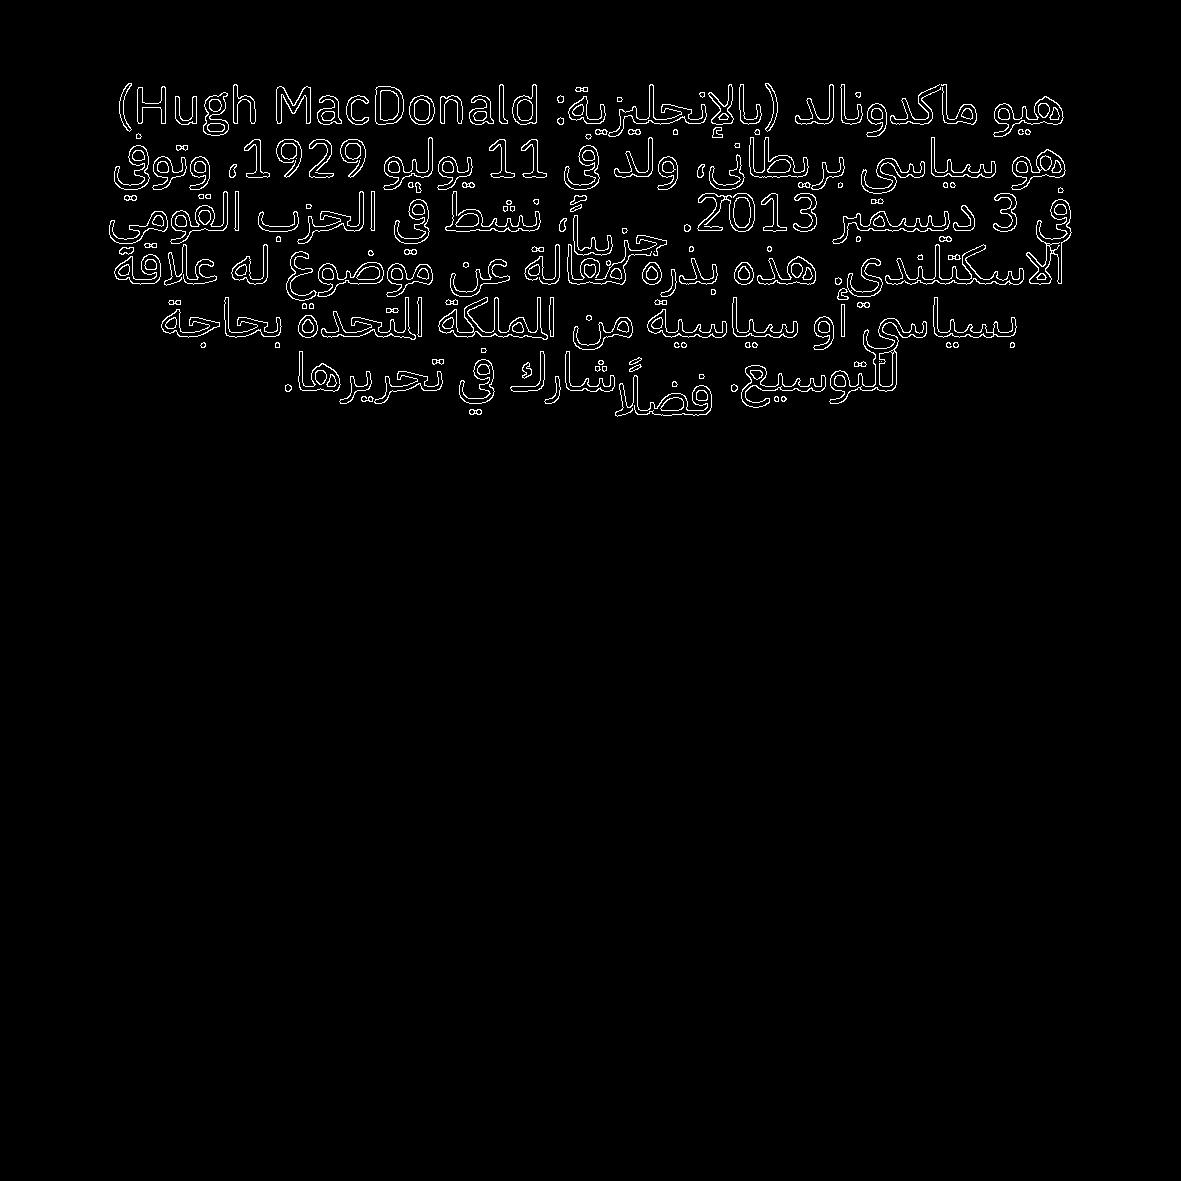 هيو ماكدونالد (بالإنجليزية: Hugh MacDonald)
هو سياسي بريطاني، ولد في 11 يوليو 1929، وتوفي
في 3 ديسمبر 2013. حزبياً، نشط في الحزب القومي
الاسكتلندي. هذه بذرة مقالة عن موضوع له علاقة
بسياسي أو سياسية من المملكة المتحدة بحاجة
للتوسيع. فضلًا شارك في تحريرها.